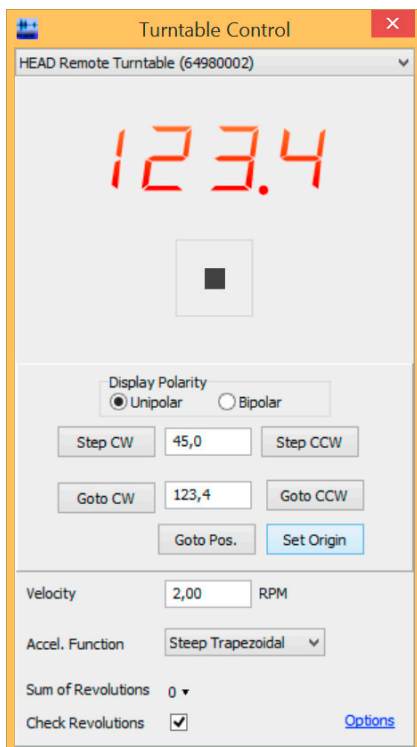 Turntable Control
HEAD Remote Turntable (64980002)
123.4
Display Polarity
Unipolar Bipolar
Step CW 45,0 Step CCW
Goto CW 123,4 Goto CCW
Goto Pos. Set Origin
Velocity 2,00 RPM
Accel. Function Steep Trapezoidal
Sum of Revolutions 0
Check Revolutions Options